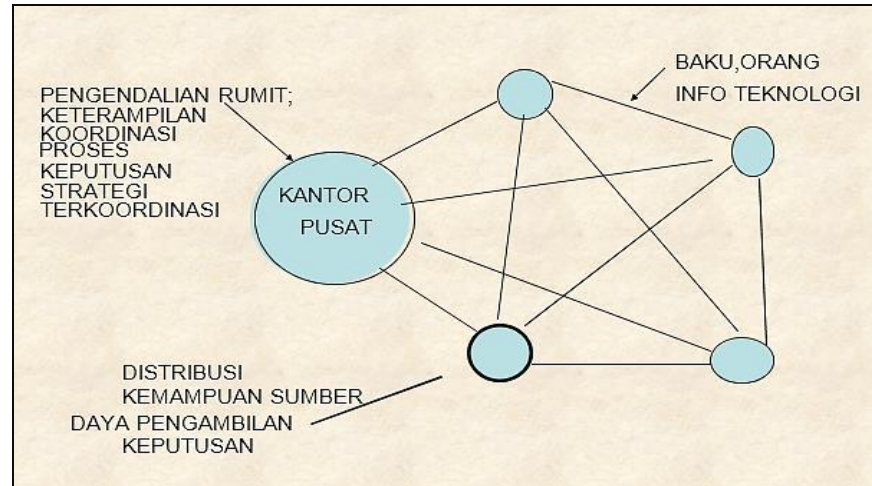 PENGENDALIAN RUMIT;
KETERAMPILAN
KOORDINASI
PROSES
KEPUTUSAN
STRATEGI
TERKOORDINASI
KANTOR
PUSAT
BAKU,ORANG
INFO TEKNOLOGI
DISTRIBUSI
KEMAMPUAN SUMBER
DAYA PENGAMBILAN
KEPUTUSAN